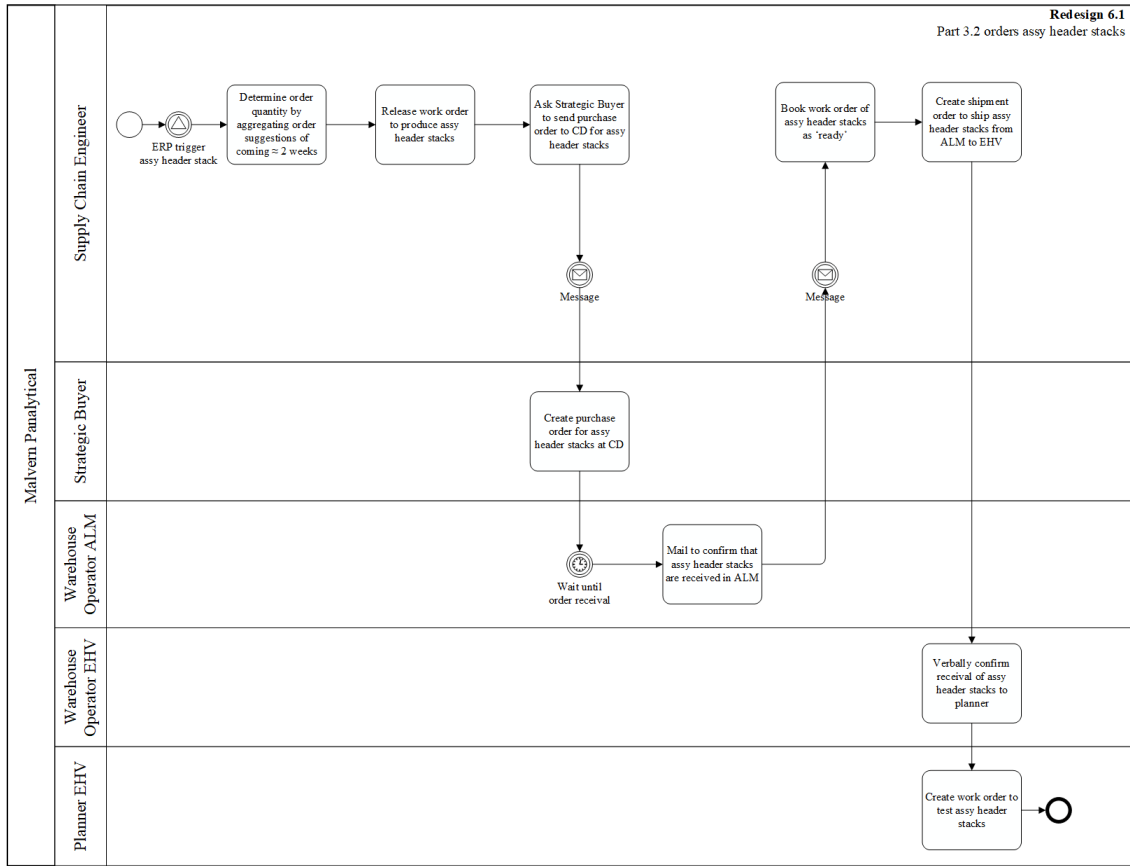 Redesign 6.1
Part 3.2 orders assy header stacks
Malvern Panalytical
Supply Chain Engineer
ERP trigger
assy header stack
Determine order
quantity by
aggregating order
suggestions of
coming ≈ 2 weeks
Release work order
to produce assy
header stacks
Ask Strategic Buyer
to send purchase
order to CD for assy
header stacks
Message
Book work order of
assy header stacks
as ‘ready’
Message
Create shipment
order to ship assy
header stacks from
ALM to EHV
Strategic Buyer
Create purchase
order for assy
header stacks at CD
Warehouse
Operator ALM
Wait until
order receival
Mail to confirm that
assy header stacks
are received in ALM
Warehouse
Operator EHV
Verbally confirm
receival of assy
header stacks to
planner
Planner EHV
Create work order to
test assy header
stacks